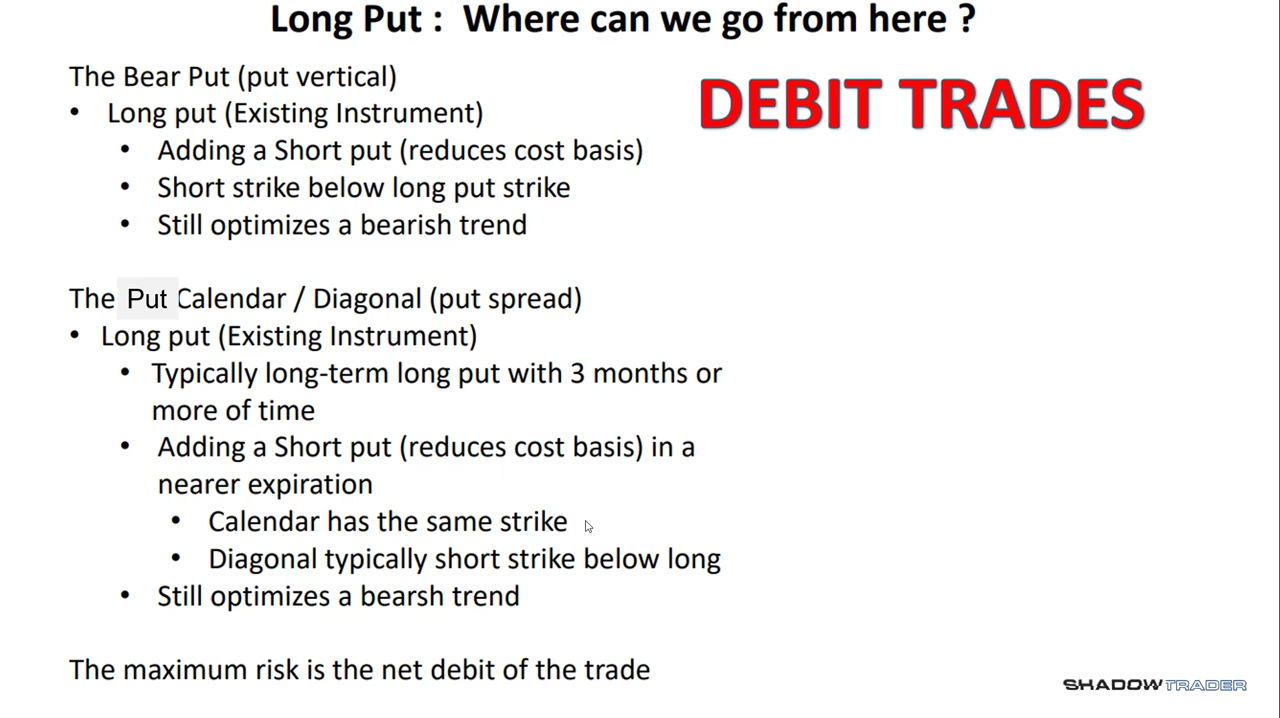 Long Put : Where can we go from here ?
The Bear Put (put vertical)
DEBIT TRADES
• Long put (Existing Instrument)
• Adding a Short put (reduces cost basis)
• Short strike below long put strike
• Still optimizes a bearish trend
The Put Calendar / Diagonal (put spread)
• Long put (Existing Instrument)
• Typically long-term long put with 3 months or
more of time
• Adding a Short put (reduces cost basis) in a
nearer expiration
• Calendar has the same strike
• Diagonal typically short strike below long
• Still optimizes a bearsh trend
The maximum risk is the net debit of the trade
SHADOWTRADER